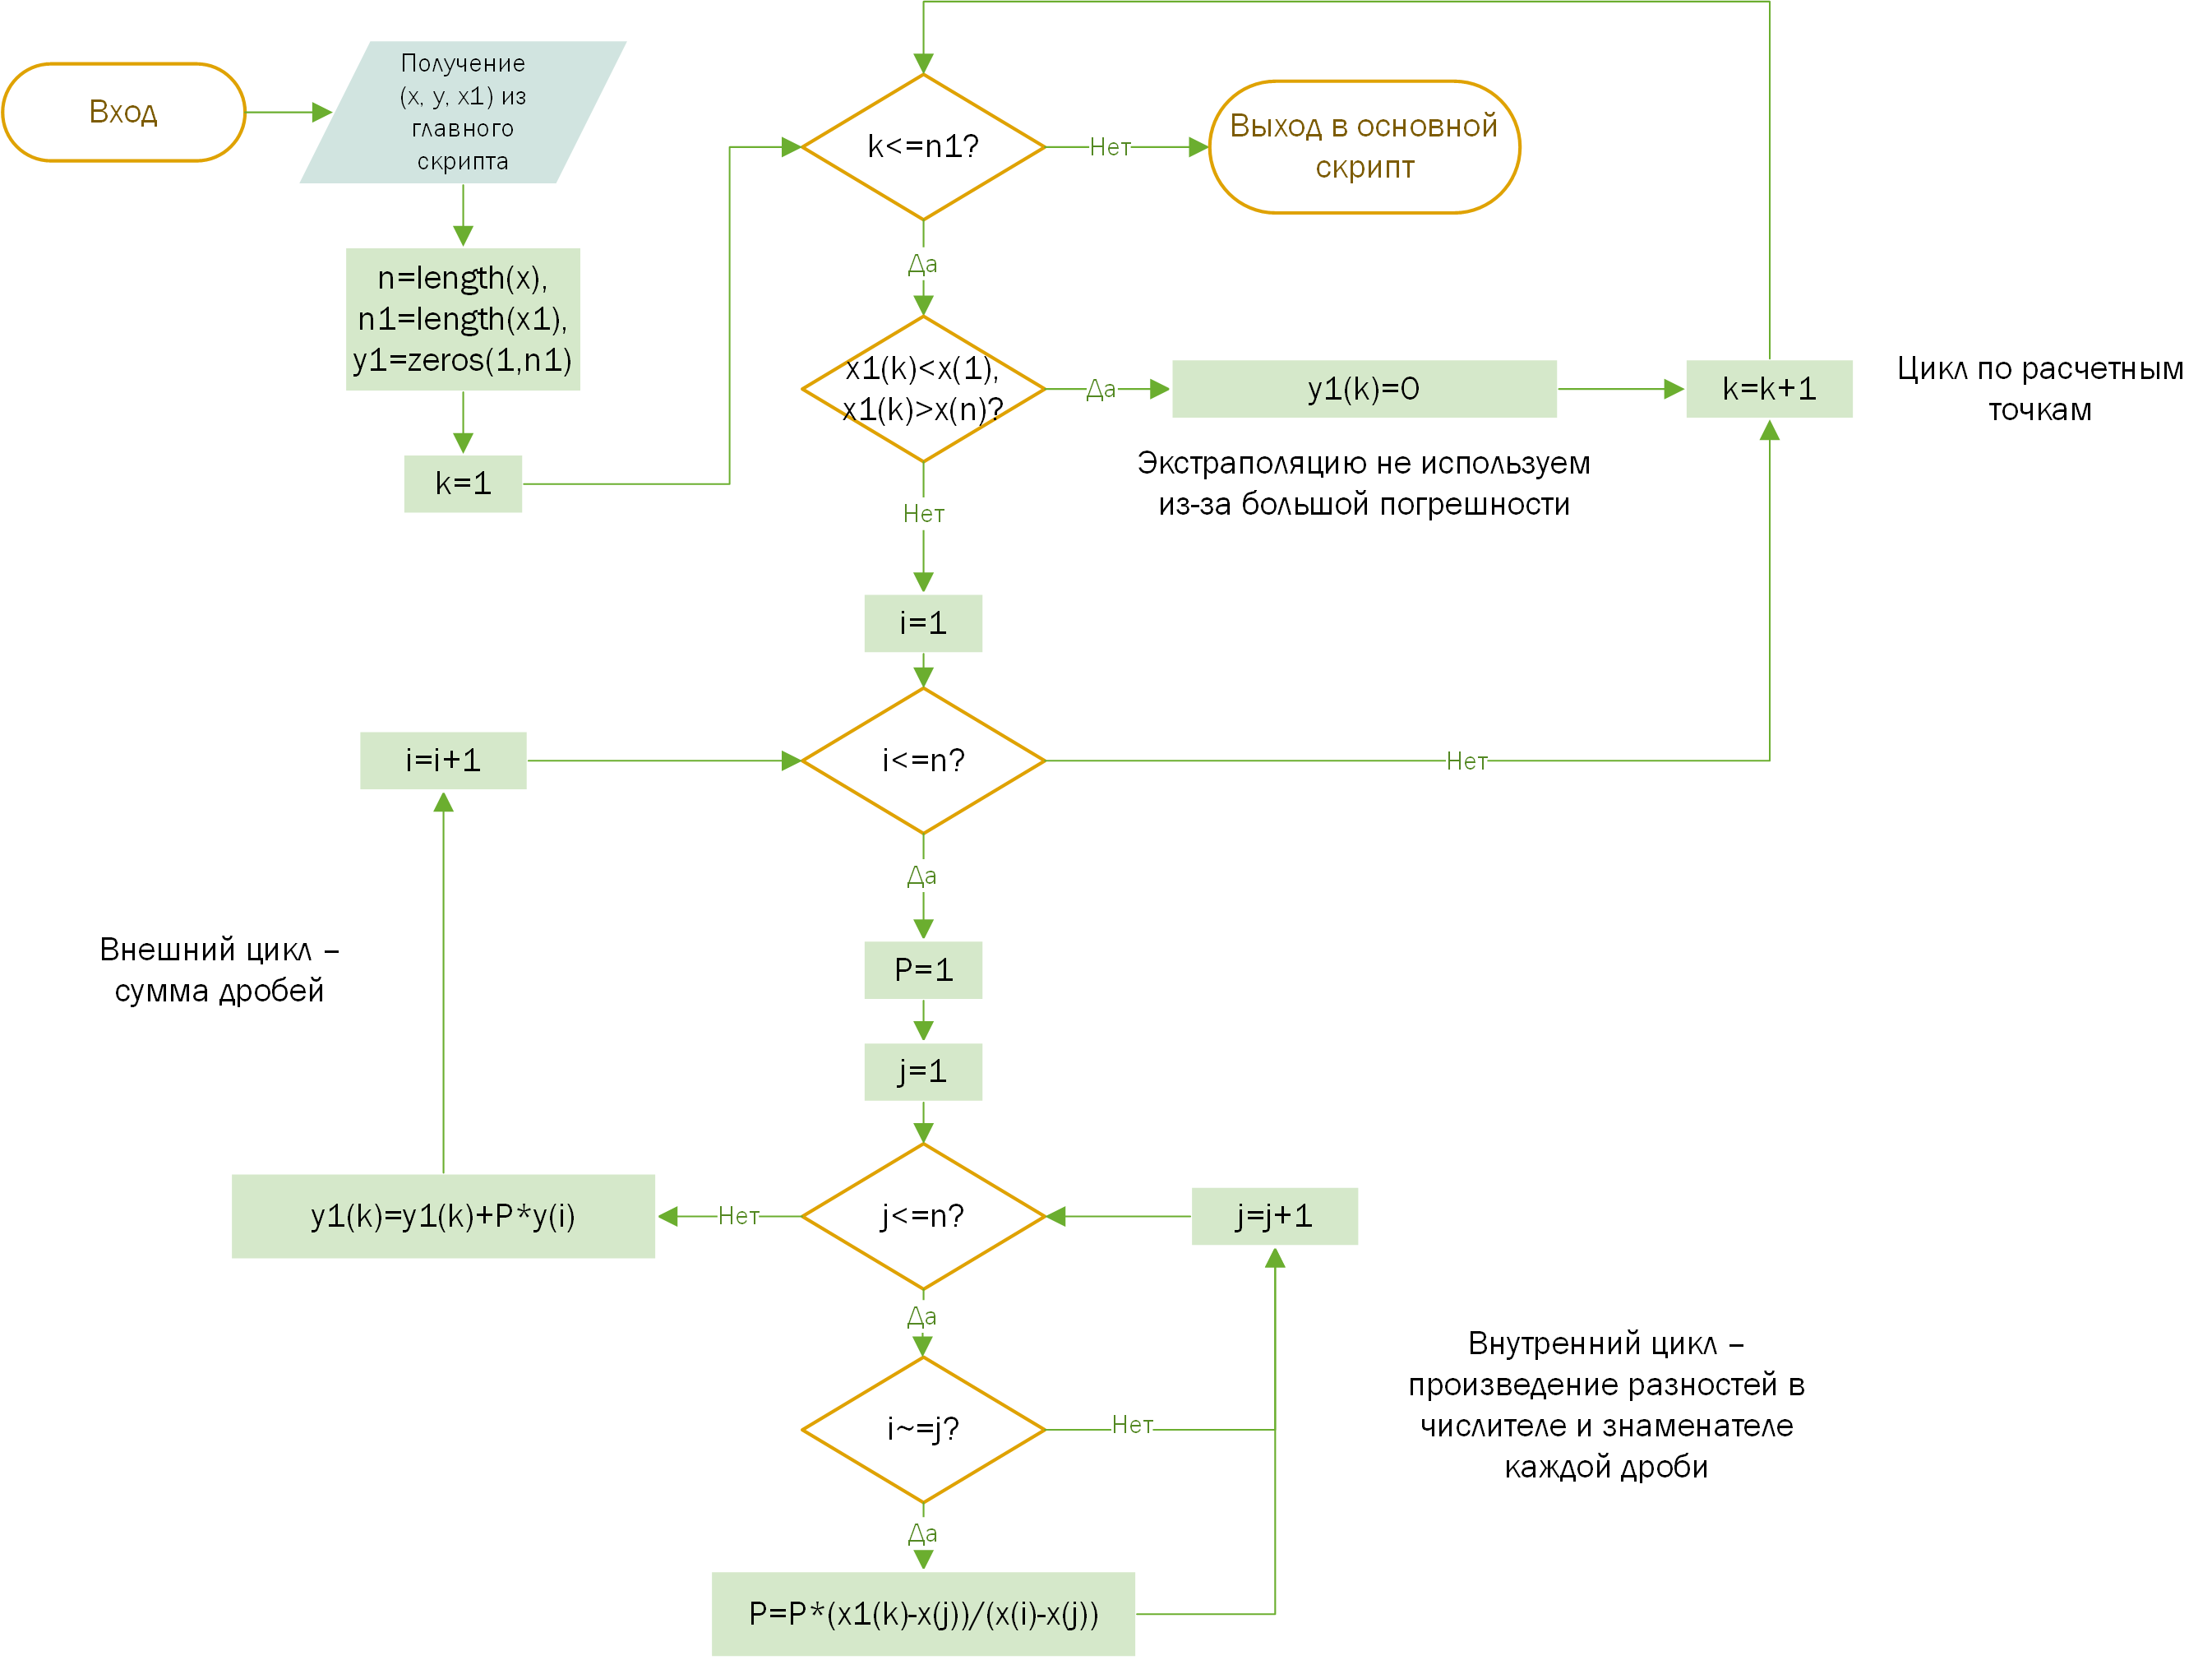 Вход
Получение
(x, y, x1) из
главного
скрипта
n=length(x),
n1=length(x1),
y1=zeros(1,n1)
k=1
k<=n1?
Нет
Выход в основной
скрипт
Да
x1(k)<x(1),
x1(k)>x(n)?
Да
y1(k)=0
k=k+1
Цикл по расчетным
точкам
Экстраполяцию не используем
из-за большой погрешности
Нет
i=1
i=i+1
i<=n?
Нет
Да
Внешний цикл –
сумма дробей
P=1
j=1
y1(k)=y1(k)+P*y(i)
Нет
j<=n?
j=j+1
Да
Внутренний цикл –
произведение разностей в
числителе и знаменателе
каждой дроби
i~=j?
Нет
Да
P=P*(x1(k)-x(j))/(x(i)-x(j))